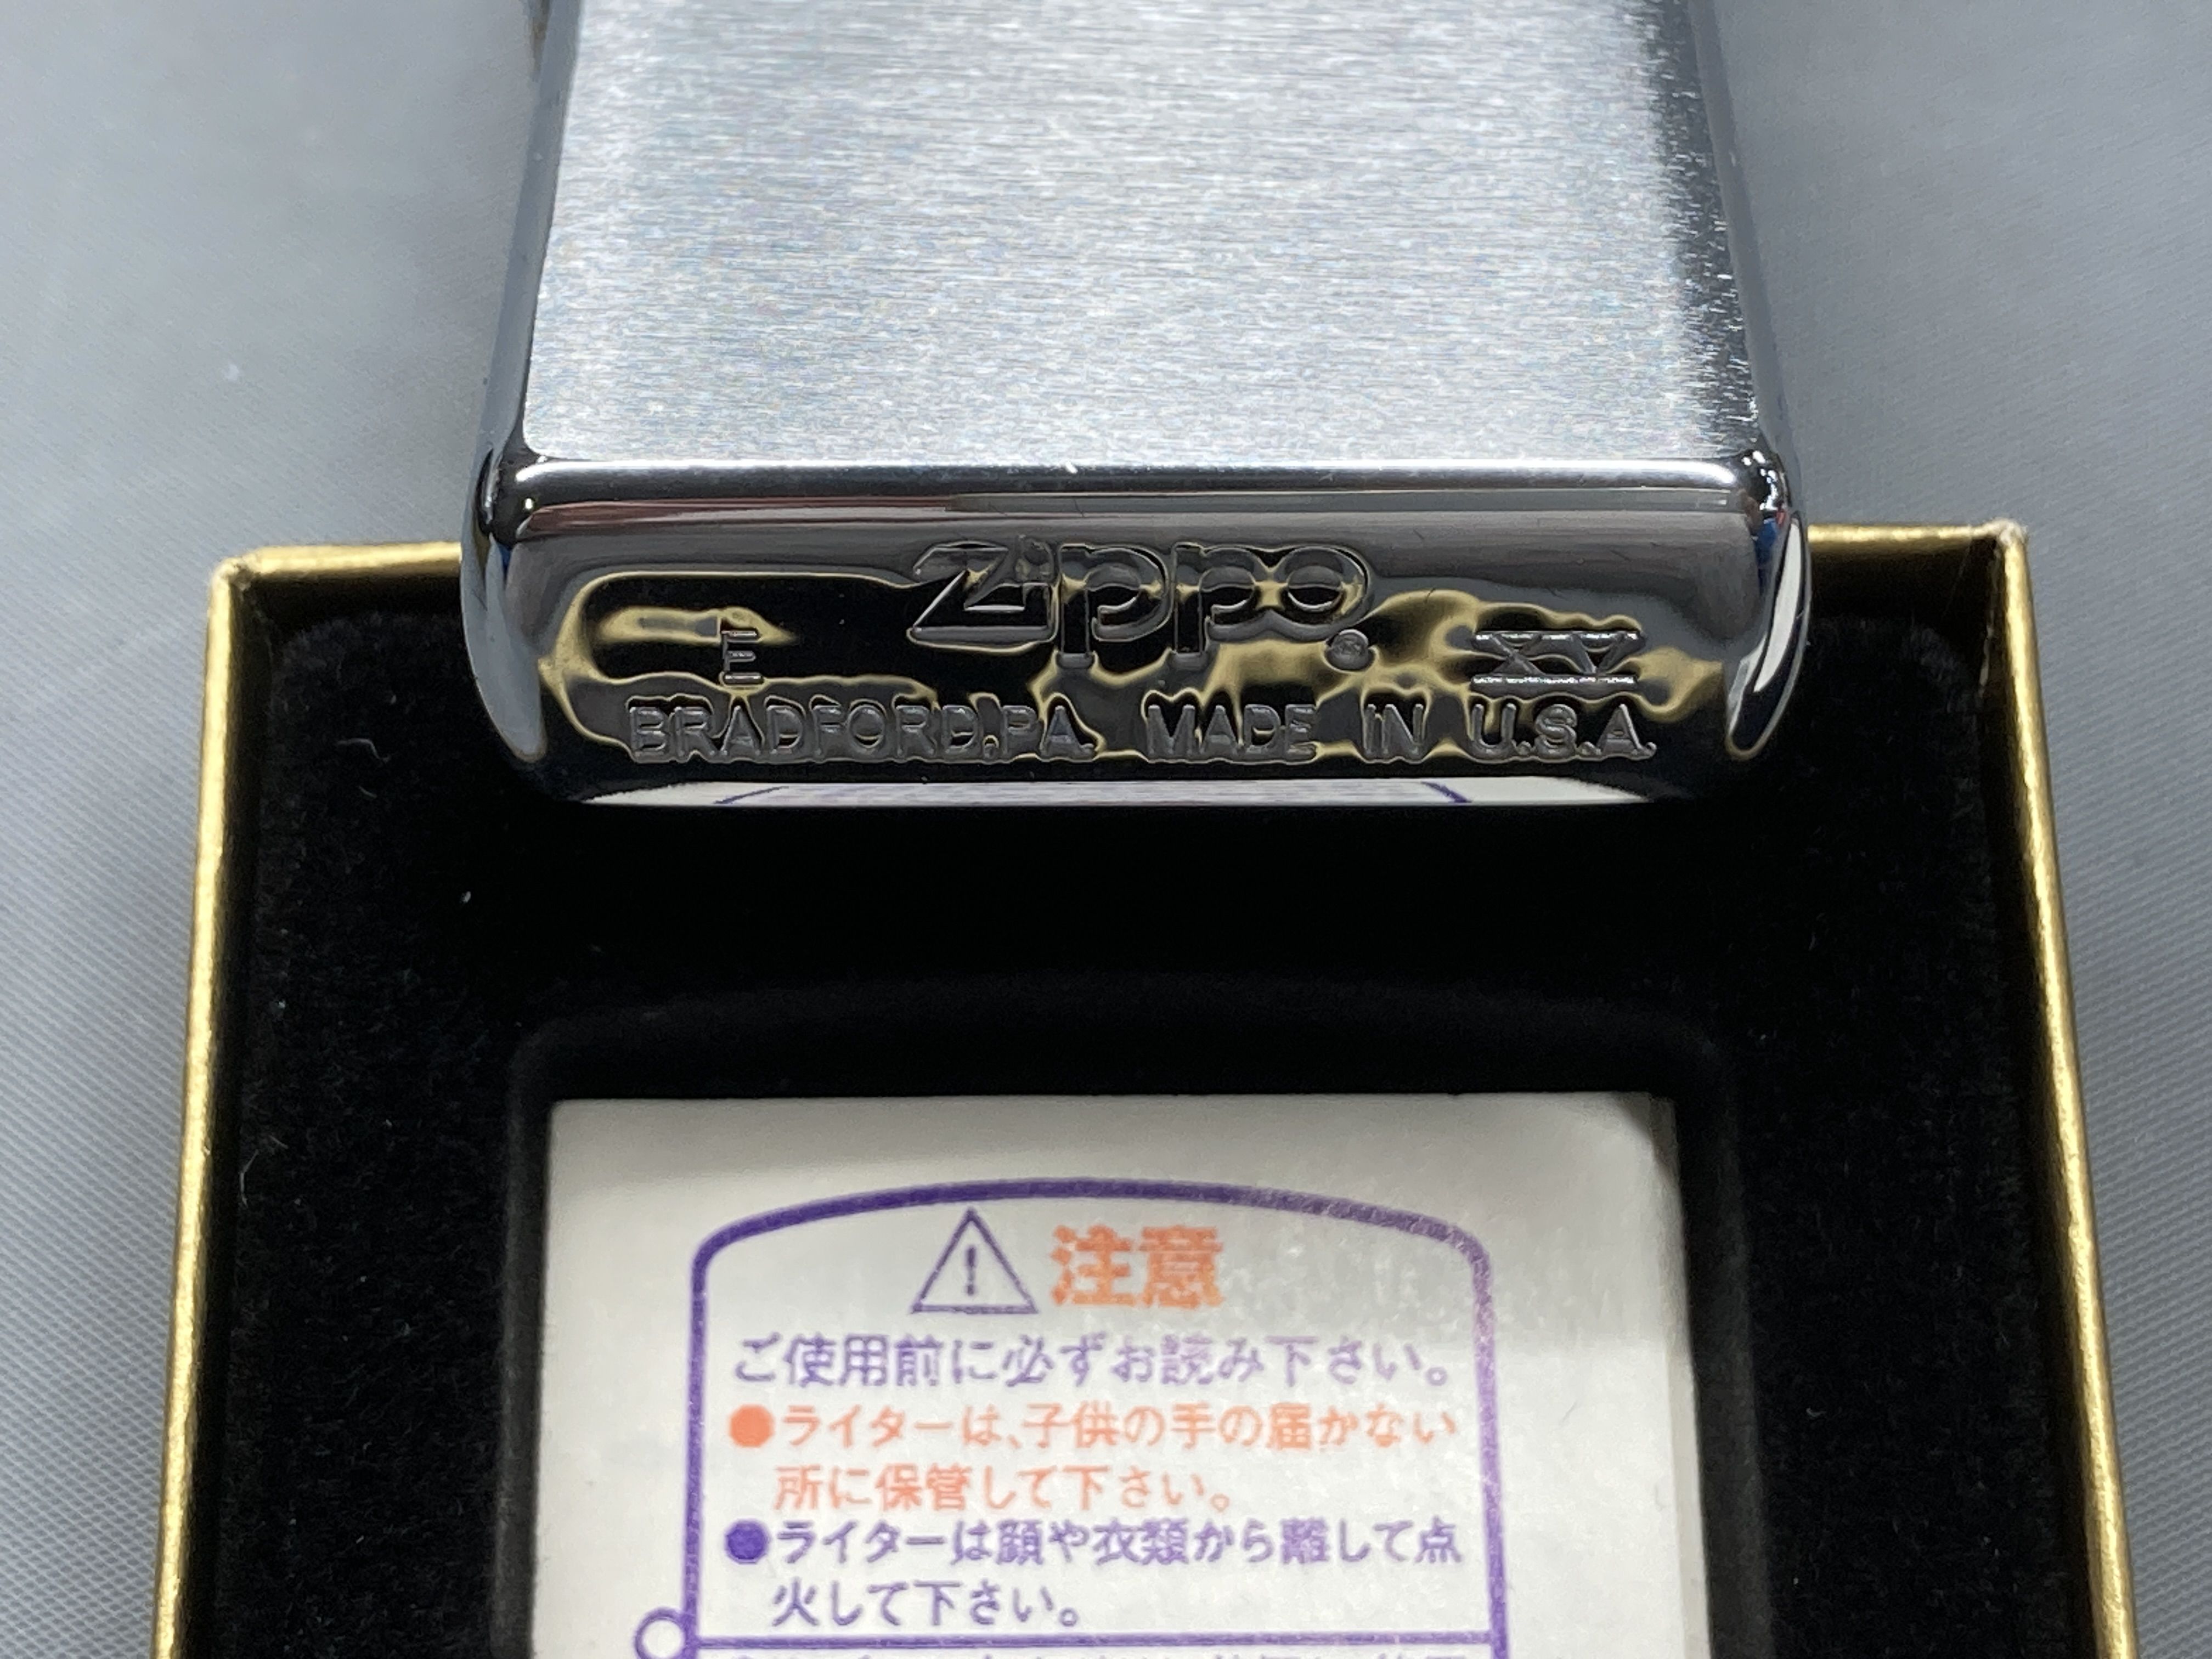 zippo®
E XV
BRADFORD,PA. MADE IN U.S.A.
注意
ご使用前に必ずお読み下さい。
●ライターは、子供の手の届かない
所に保管して下さい。
●ライターは顔や衣類から離して点
火して下さい。